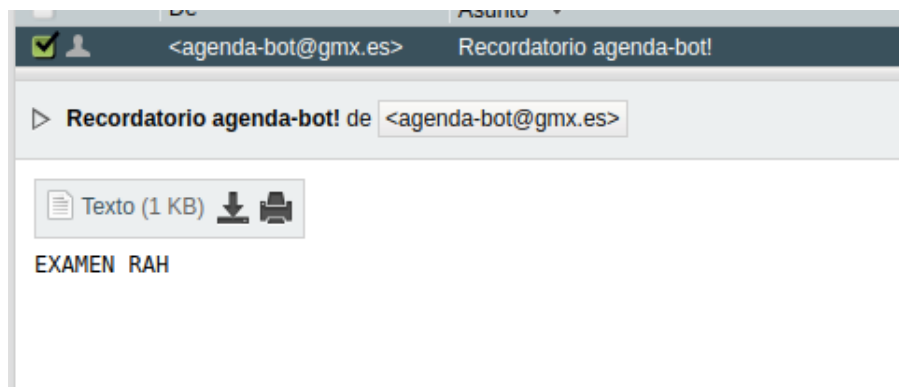 De Asunto
<agenda-bot@gmx.es> Recordatorio agenda-bot!
Recordatorio agenda-bot! de <agenda-bot@gmx.es>
Texto (1 KB)
EXAMEN RAH